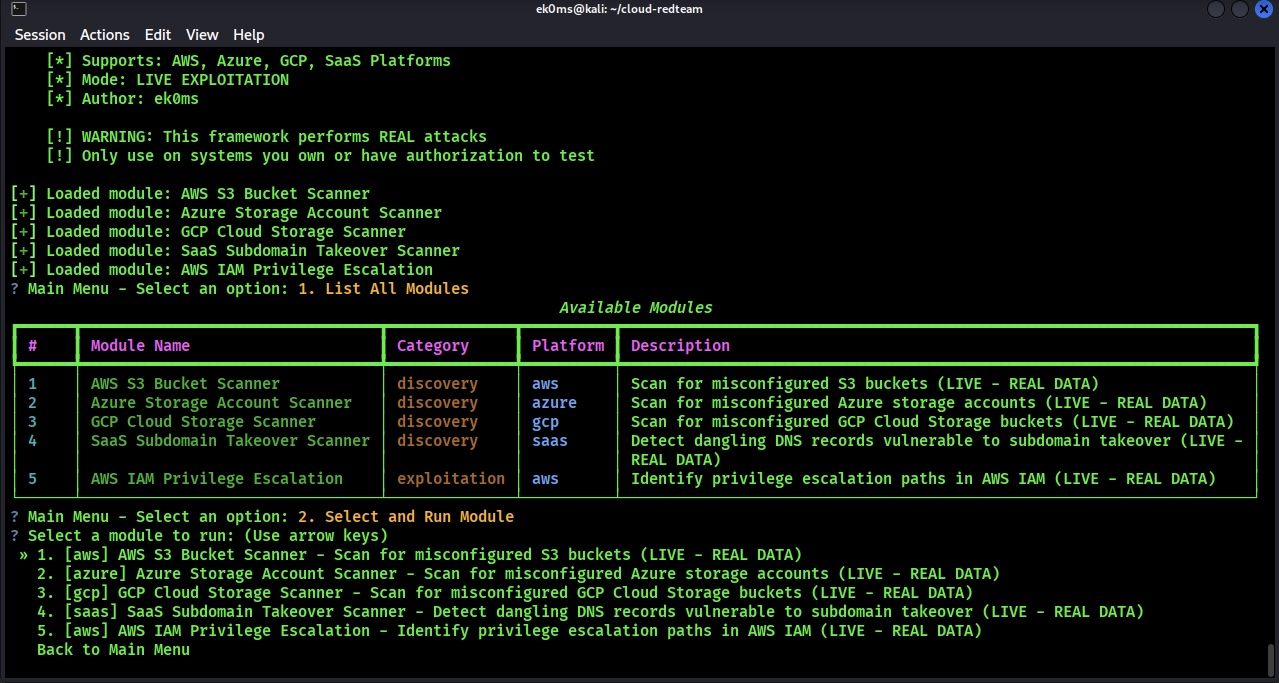 ek0ms@kali: ~/cloud-redteam
Session Actions Edit View Help
[*] Supports: AWS, Azure, GCP, SaaS Platforms
[*] Mode: LIVE EXPLOITATION
[*] Author: ek0ms
[!] WARNING: This framework performs REAL attacks
[!] Only use on systems you own or have authorization to test
[+] Loaded module: AWS S3 Bucket Scanner
[+] Loaded module: Azure Storage Account Scanner
[+] Loaded module: GCP Cloud Storage Scanner
[+] Loaded module: SaaS Subdomain Takeover Scanner
[+] Loaded module: AWS IAM Privilege Escalation
? Main Menu - Select an option: 1. List All Modules
Available Modules
# Module Name Category Platform Description
1 AWS S3 Bucket Scanner discovery aws Scan for misconfigured S3 buckets (LIVE - REAL DATA)
2 Azure Storage Account Scanner discovery azure Scan for misconfigured Azure storage accounts (LIVE - REAL DATA)
3 GCP Cloud Storage Scanner discovery gcp Scan for misconfigured GCP Cloud Storage buckets (LIVE - REAL DATA)
4 SaaS Subdomain Takeover Scanner discovery saas Detect dangling DNS records vulnerable to subdomain takeover (LIVE -
REAL DATA)
5 AWS IAM Privilege Escalation exploitation aws Identify privilege escalation paths in AWS IAM (LIVE - REAL DATA)
? Main Menu - Select an option: 2. Select and Run Module
? Select a module to run: (Use arrow keys)
» 1. [aws] AWS S3 Bucket Scanner - Scan for misconfigured S3 buckets (LIVE - REAL DATA)
2. [azure] Azure Storage Account Scanner - Scan for misconfigured Azure storage accounts (LIVE - REAL DATA)
3. [gcp] GCP Cloud Storage Scanner - Scan for misconfigured GCP Cloud Storage buckets (LIVE - REAL DATA)
4. [saas] SaaS Subdomain Takeover Scanner - Detect dangling DNS records vulnerable to subdomain takeover (LIVE - REAL DATA)
5. [aws] AWS IAM Privilege Escalation - Identify privilege escalation paths in AWS IAM (LIVE - REAL DATA)
Back to Main Menu